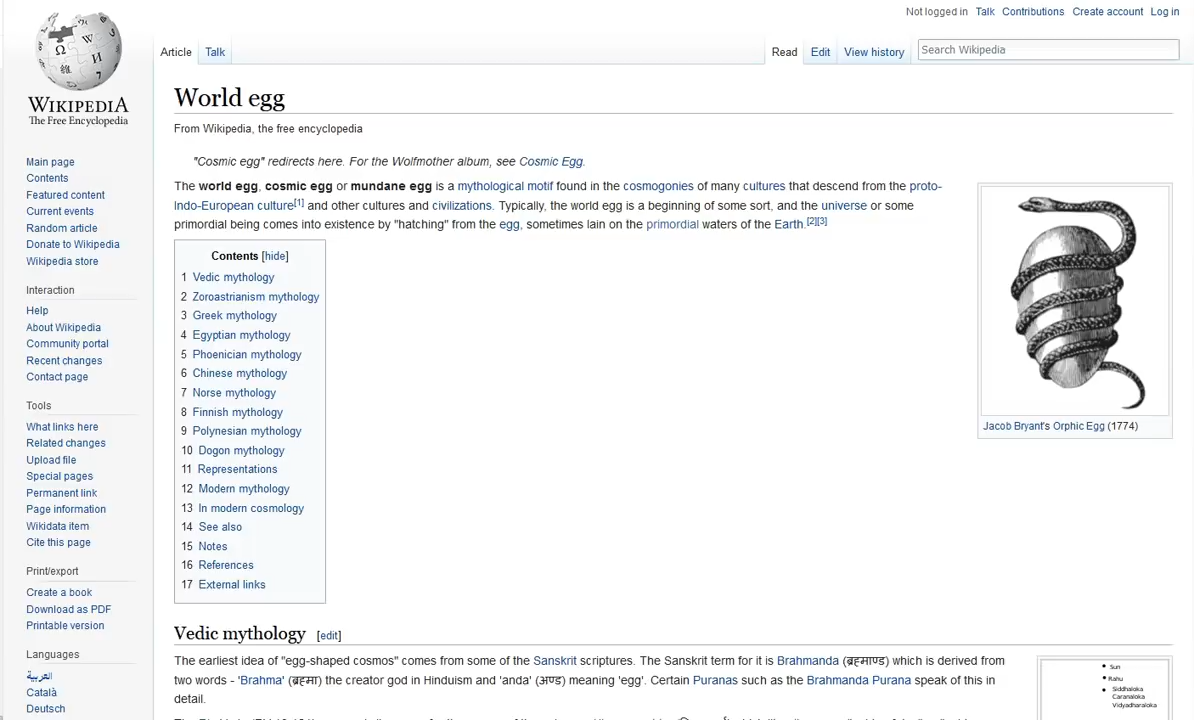 Not logged in Talk Contributions Create account Log in
WIKIPEDIA
The Free Encyclopedia
Article Talk
Read Edit View history Search Wikipedia
World egg
From Wikipedia, the free encyclopedia
"Cosmic egg" redirects here. For the Wolfmother album, see Cosmic Egg.
The world egg, cosmic egg or mundane egg is a mythological motif found in the cosmogonies of many cultures that descend from the proto-
Indo-European culture[1] and other cultures and civilizations. Typically, the world egg is a beginning of some sort, and the universe or some
primordial being comes into existence by "hatching" from the egg, sometimes lain on the primordial waters of the Earth.[2][3]
Jacob Bryant's Orphic Egg (1774)
Contents [hide]
1 Vedic mythology
2 Zoroastrianism mythology
3 Greek mythology
4 Egyptian mythology
5 Phoenician mythology
6 Chinese mythology
7 Norse mythology
8 Finnish mythology
9 Polynesian mythology
10 Dogon mythology
11 Representations
12 Modern mythology
13 In modern cosmology
14 See also
15 Notes
16 References
17 External links
Vedic mythology [edit]
The earliest idea of "egg-shaped cosmos" comes from some of the Sanskrit scriptures. The Sanskrit term for it is Brahmanda (ब्रह्माण्ड) which is derived from
two words - 'Brahma' (ब्रह्मा) the creator god in Hinduism and 'anda' (अण्ड) meaning 'egg'. Certain Puranas such as the Brahmanda Purana speak of this in
detail.
Sun
Rahu
Siddhaloka
Caranaloka
Vidyadharaloka
Main page
Contents
Featured content
Current events
Random article
Donate to Wikipedia
Wikipedia store
Interaction
Help
About Wikipedia
Community portal
Recent changes
Contact page
Tools
What links here
Related changes
Upload file
Special pages
Permanent link
Page information
Wikidata item
Cite this page
Print/export
Create a book
Download as PDF
Printable version
Languages
العربية
Català
Deutsch